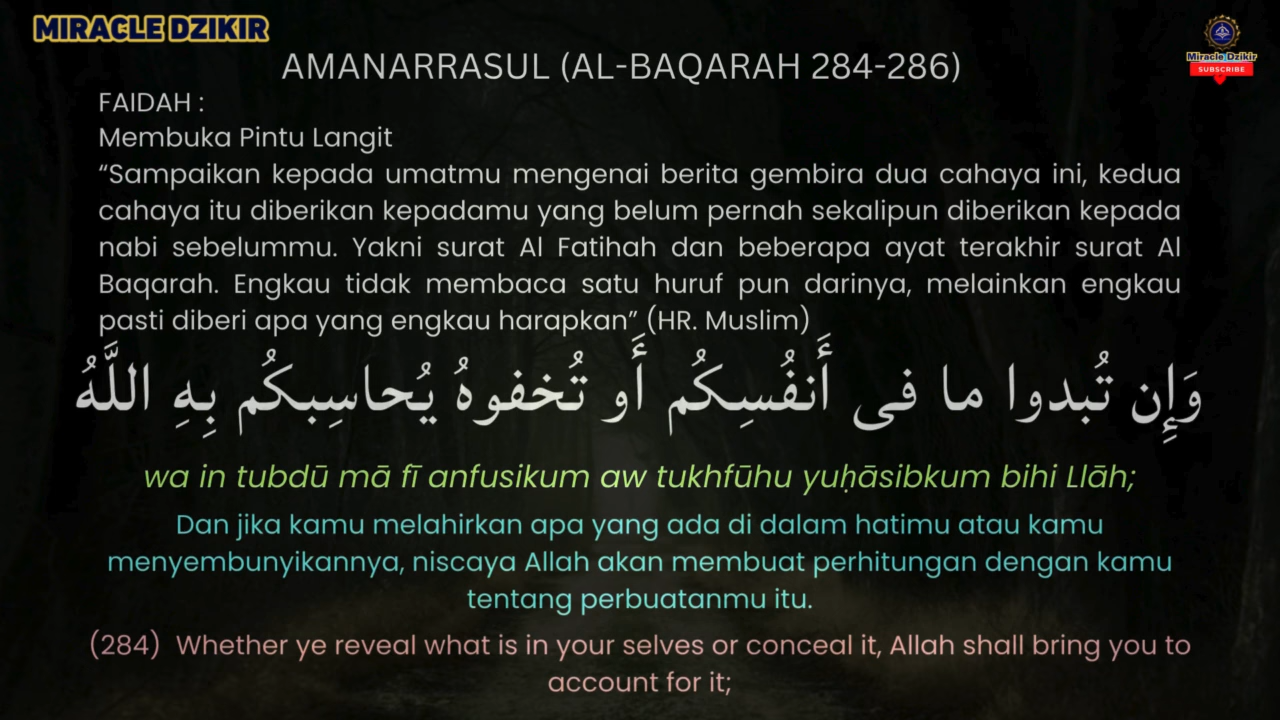 MIRACLE DZIKIR
Miracle Dzikir
SUBSCRIBE
AMANARRASUL (AL-BAQARAH 284-286)
FAIDAH :
Membuka Pintu Langit
“Sampaikan kepada umatmu mengenai berita gembira dua cahaya ini, kedua
cahaya itu diberikan kepadamu yang belum pernah sekalipun diberikan kepada
nabi sebelummu. Yakni surat Al Fatihah dan beberapa ayat terakhir surat Al
Baqarah. Engkau tidak membaca satu huruf pun darinya, melainkan engkau
pasti diberi apa yang engkau harapkan” (HR. Muslim)
وَإِن تُبدوا ما فى أَنفُسِكُم أَو تُخفوهُ يُحاسِبكُم بِهِ اللَّهُ
wa in tubdū mā fī anfusikum aw tukhfūhu yuḥāsibkum bihi Llāh;
Dan jika kamu melahirkan apa yang ada di dalam hatimu atau kamu
menyembunyikannya, niscaya Allah akan membuat perhitungan dengan kamu
tentang perbuatanmu itu.
(284) Whether ye reveal what is in your selves or conceal it, Allah shall bring you to
account for it;